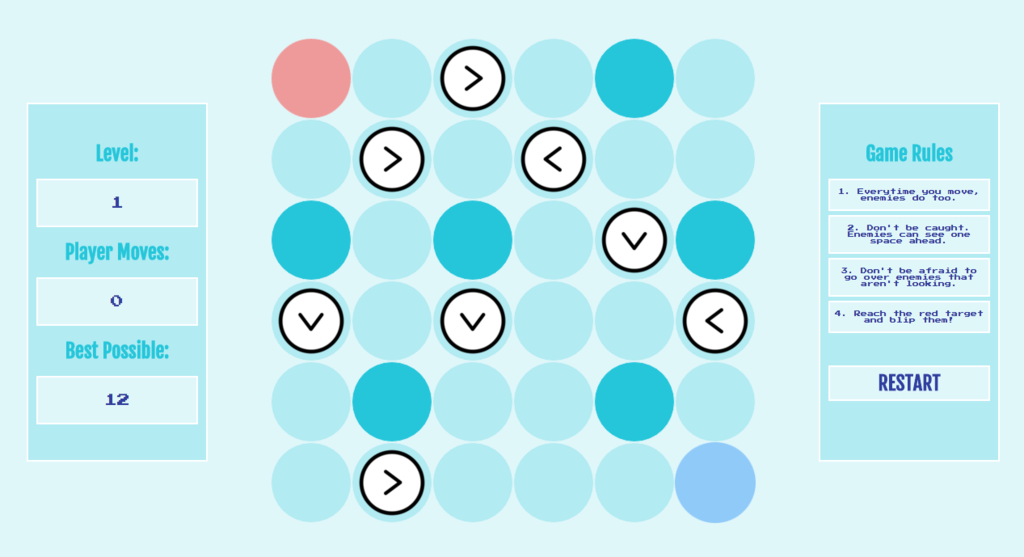 Level:
1
Player Moves:
0
Best Possible:
12
Game Rules
1. Everytime you move,
enemies do too.
2. Don't be caught.
Enemies can see one
space ahead.
3. Don't be afraid to
go over enemies that
aren't looking.
4. Reach the red target
and blip them!
RESTART